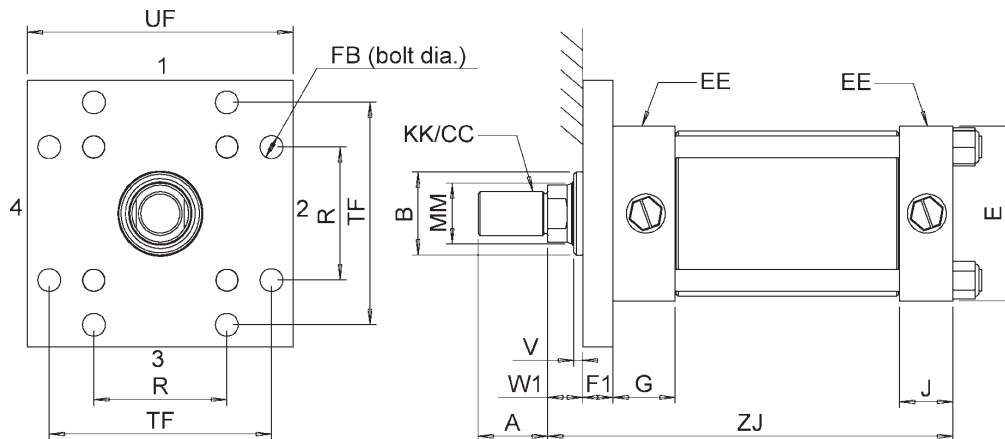 UF
1
FB (bolt dia.)
EE
EE
KK/CC
4
2
R
TF
B
MM
E
3
R
TF
V
W1
F1
G
J
A
ZJ